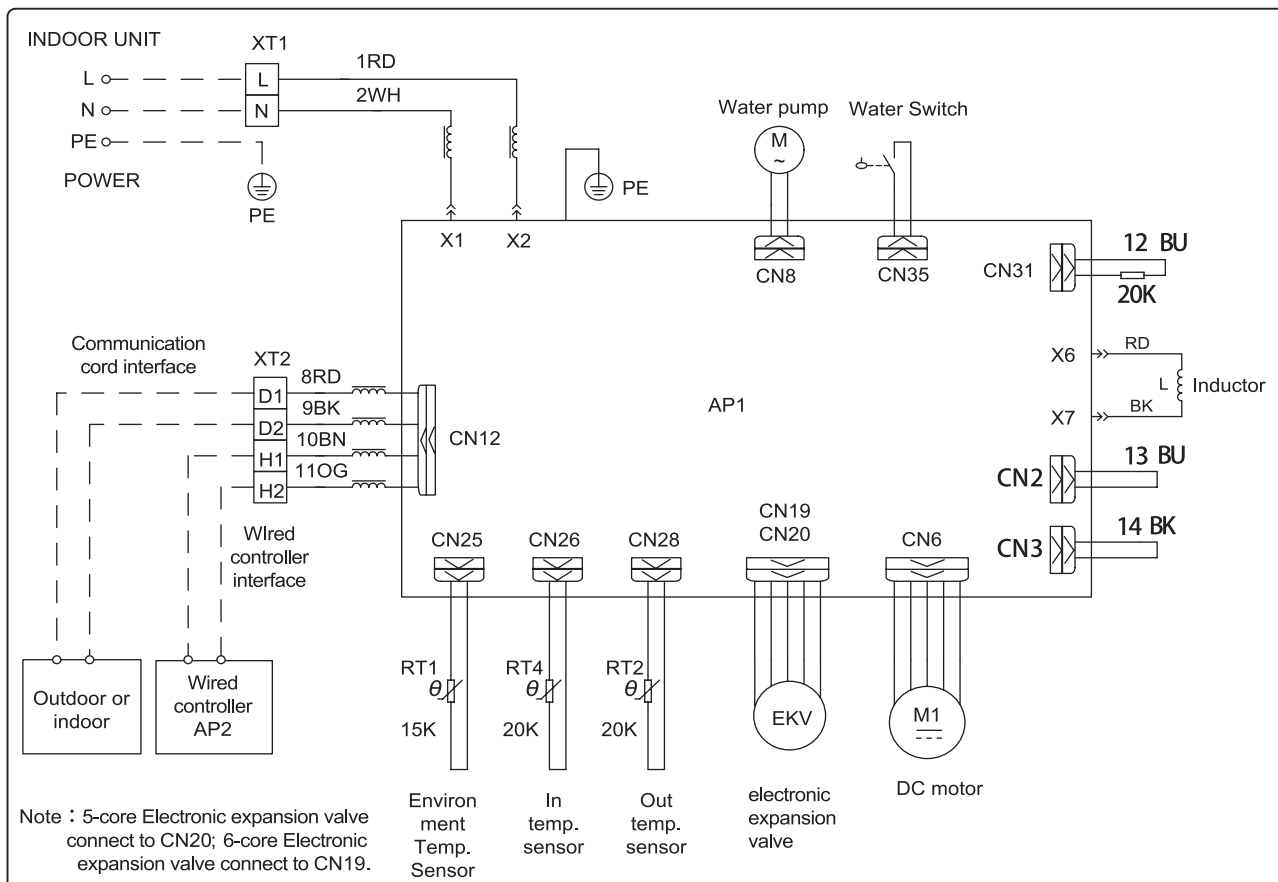 INDOOR UNIT
XT1
L
L
1RD
N
N
2WH
PE
POWER
PE
PE
X1
X2
Water pump
Water Switch
M
~
CN8
CN35
CN31
12 BU
20K
Communication
cord interface
XT2
8RD
D1
9BK
D2
10BN
H1
11OG
H2
CN12
AP1
X6
RD
L
Inductor
X7
BK
CN2
13 BU
CN3
14 BK
WIred
controller
interface
CN25
CN26
CN28
CN19
CN20
CN6
Outdoor or
indoor
Wired
controller
AP2
RT1
θ
15K
RT4
θ
20K
RT2
θ
20K
EKV
M1
Environ
ment
Temp.
Sensor
In
temp.
sensor
Out
temp.
sensor
electronic
expansion
valve
DC motor
Note : 5-core Electronic expansion valve
connect to CN20; 6-core Electronic
expansion valve connect to CN19.